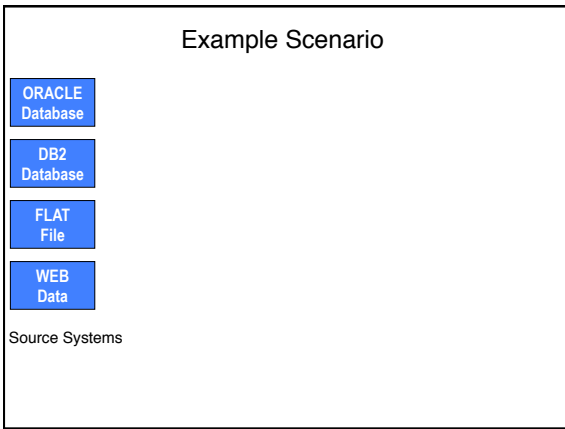 Example Scenario
ORACLE
Database
DB2
Database
FLAT
File
WEB
Data
Source Systems